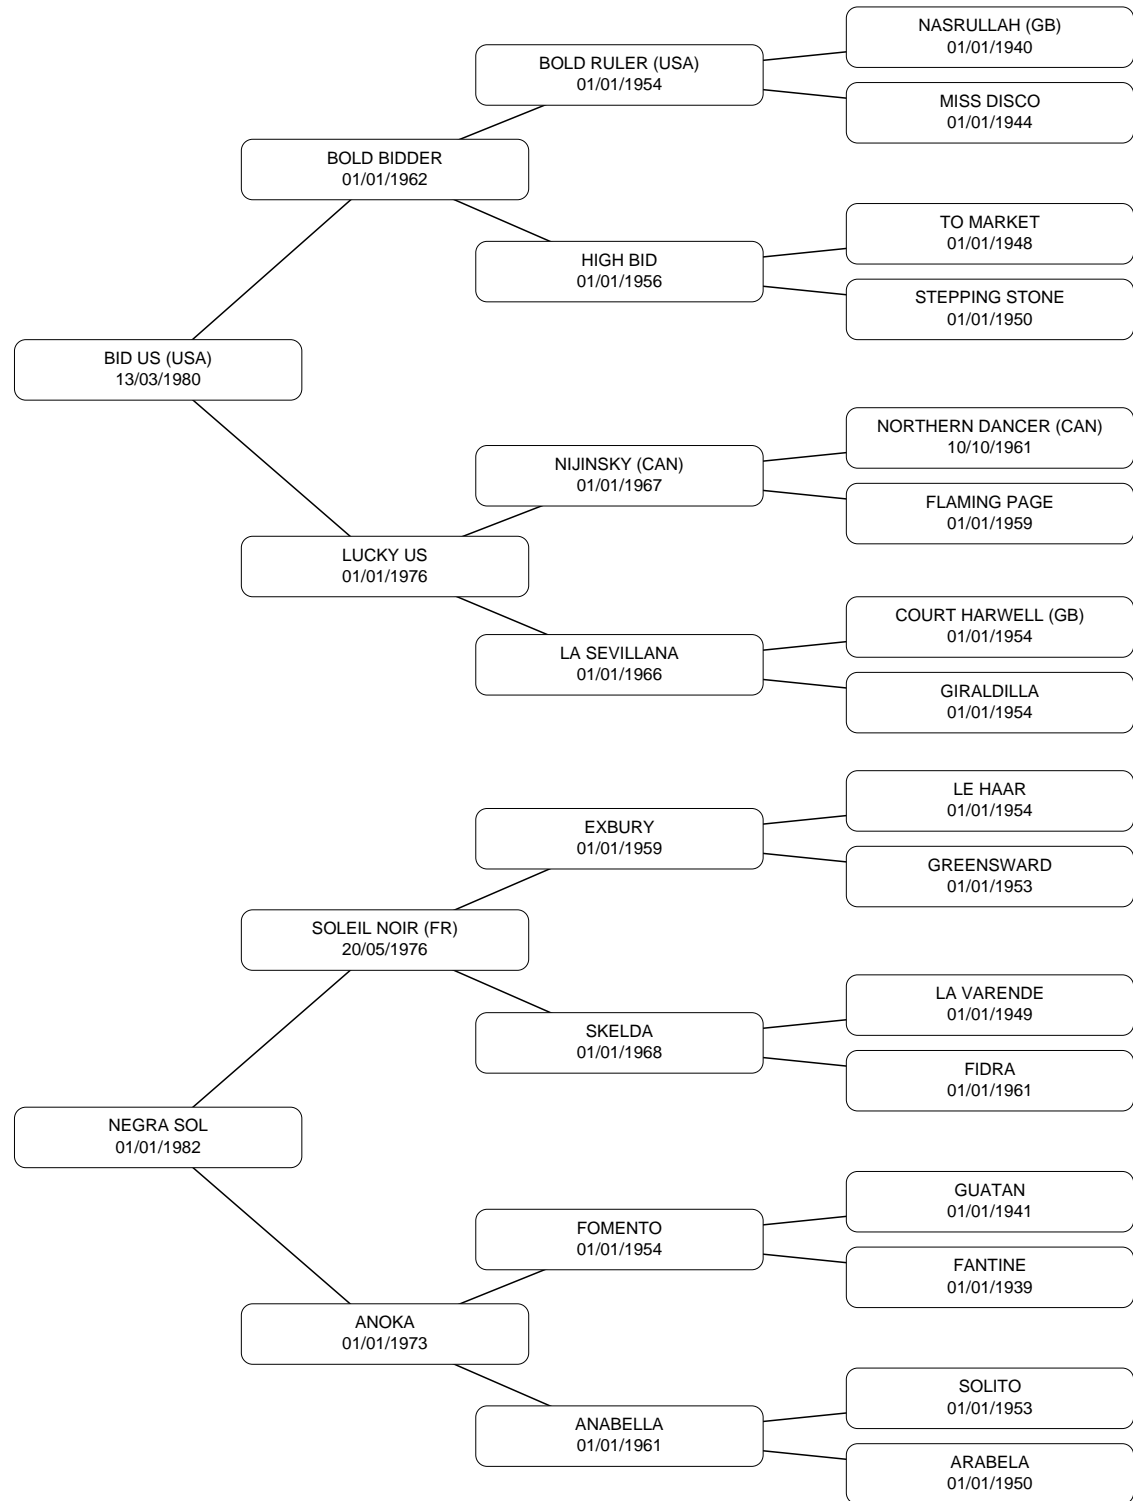 NASRULLAH (GB)
01/01/1940
BOLD RULER (USA)
01/01/1954
MISS DISCO
01/01/1944
BOLD BIDDER
01/01/1962
TO MARKET
01/01/1948
HIGH BID
01/01/1956
STEPPING STONE
01/01/1950
BID US (USA)
13/03/1980
NORTHERN DANCER (CAN)
10/10/1961
NIJINSKY (CAN)
01/01/1967
FLAMING PAGE
01/01/1959
LUCKY US
01/01/1976
COURT HARWELL (GB)
01/01/1954
LA SEVILLANA
01/01/1966
GIRALDILLA
01/01/1954
LE HAAR
01/01/1954
EXBURY
01/01/1959
GREENSWARD
01/01/1953
SOLEIL NOIR (FR)
20/05/1976
LA VARENDE
01/01/1949
SKELDA
01/01/1968
FIDRA
01/01/1961
NEGRA SOL
01/01/1982
GUATAN
01/01/1941
FOMENTO
01/01/1954
FANTINE
01/01/1939
ANOKA
01/01/1973
SOLITO
01/01/1953
ANABELLA
01/01/1961
ARABELA
01/01/1950